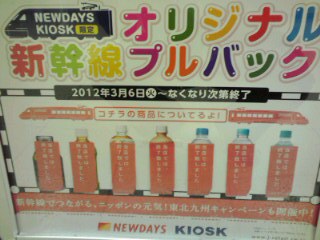 NEWDAYS
KIOSK 限定
オリジナル
新幹線プルバック
2012年3月6日火〜なくなり次第終了
コチラの商品についてるよ!
新幹線でつながる、ニッポンの元気!東北九州キャンペーンも開催中!
NEWDAYS KIOSK